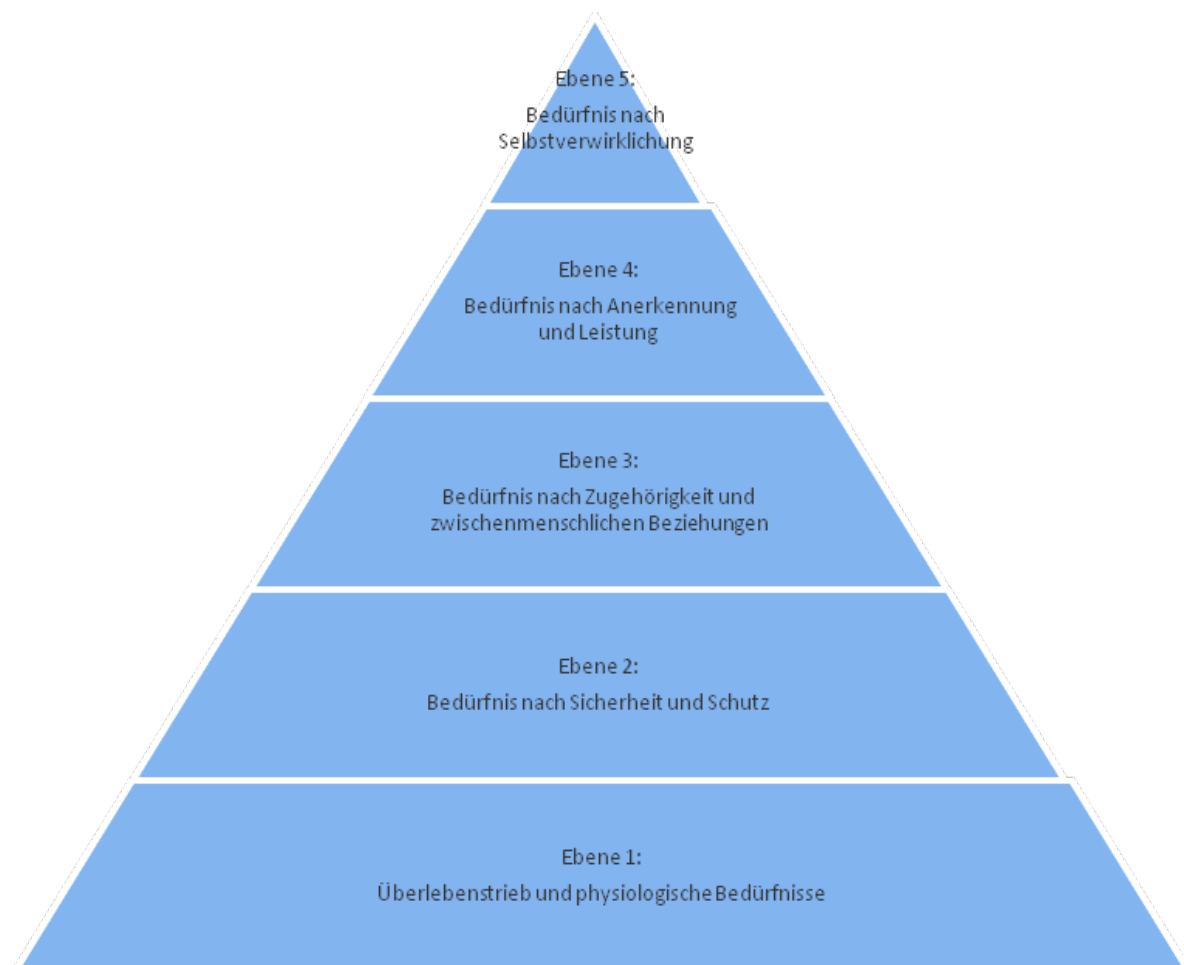 Ebene 5:
Bedürfnis nach
Selbstverwirklichung
Ebene 4:
Bedürfnis nach Anerkennung
und Leistung
Ebene 3:
Bedürfnis nach Zugehörigkeit und
zwischenmenschlichen Beziehungen
Ebene 2:
Bedürfnis nach Sicherheit und Schutz
Ebene 1:
Überlebenstrieb und physiologische Bedürfnisse